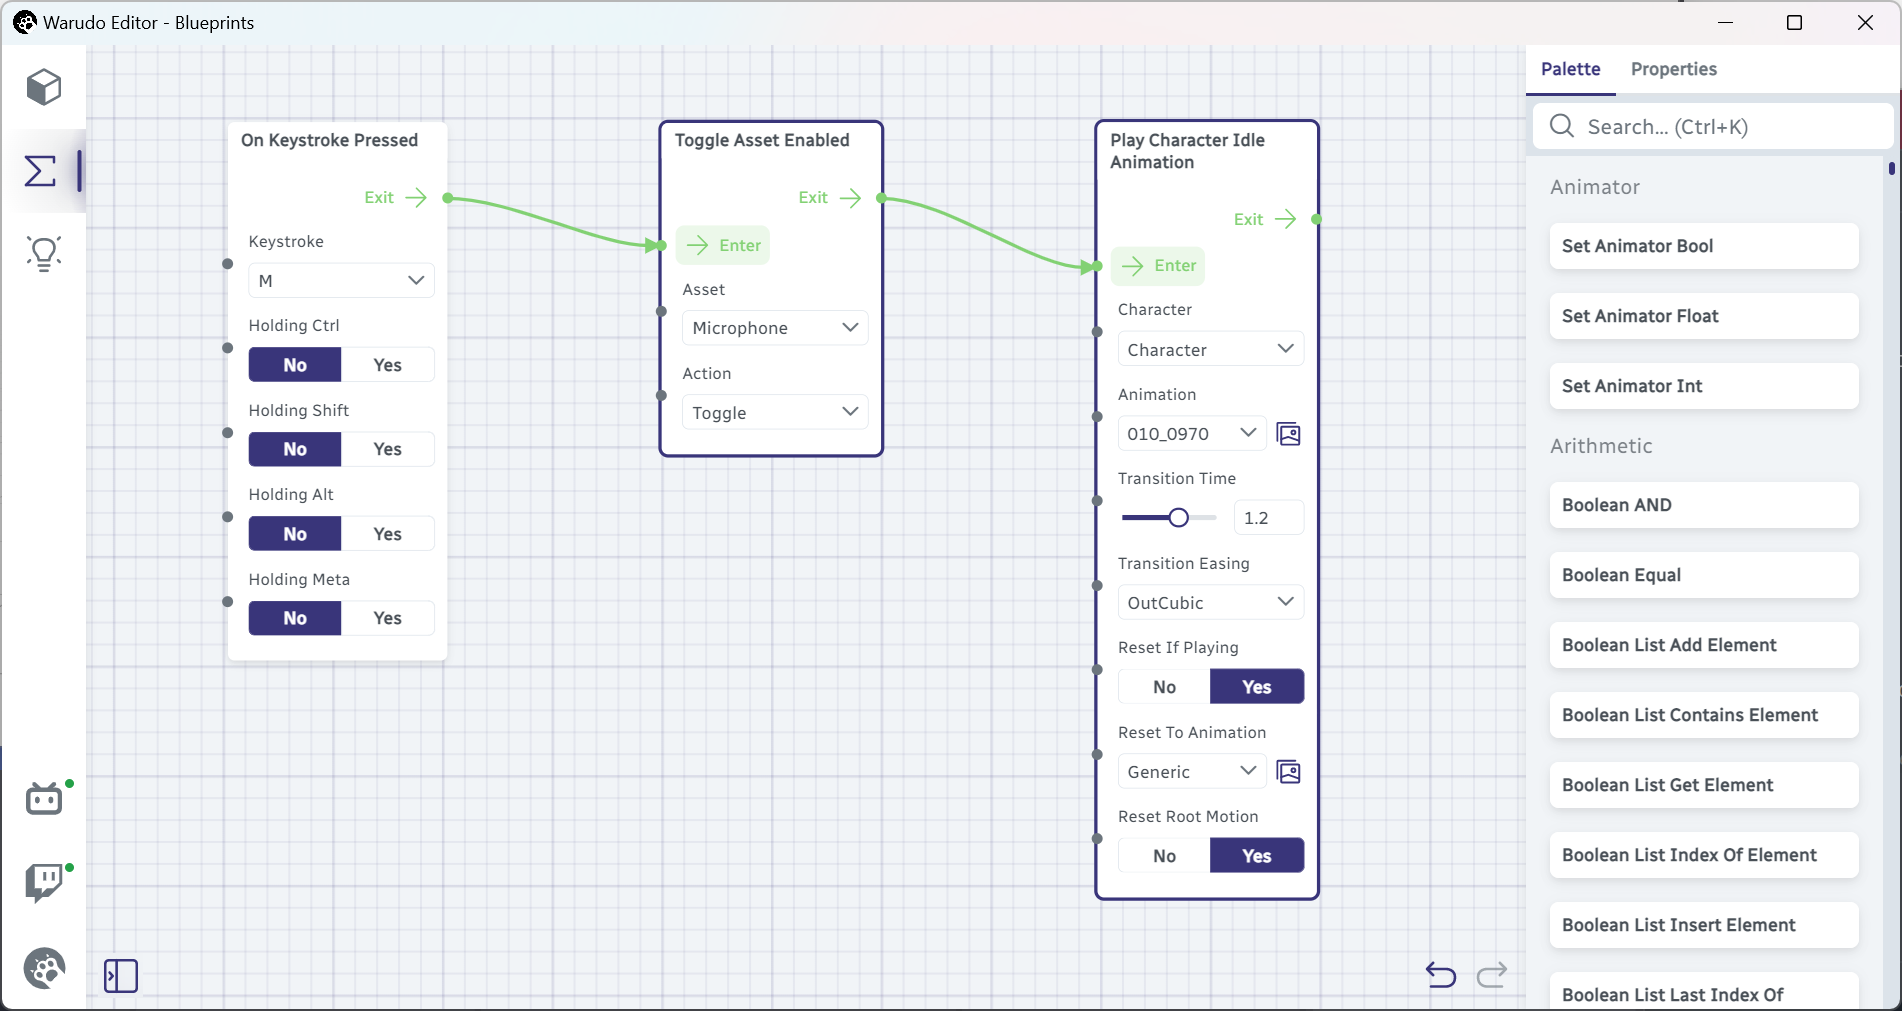 Warudo Editor - Blueprints
On Keystroke Pressed
Exit
Keystroke
M
Holding Ctrl
No Yes
Holding Shift
No Yes
Holding Alt
No Yes
Holding Meta
No Yes
Toggle Asset Enabled
Exit
Enter
Asset
Microphone
Action
Toggle
Play Character Idle
Animation
Exit
Enter
Character
Character
Animation
010_0970
Transition Time
1.2
Transition Easing
OutCubic
Reset If Playing
No Yes
Reset To Animation
Generic
Reset Root Motion
No Yes
Palette Properties
Search... (Ctrl+K)
Animator
Set Animator Bool
Set Animator Float
Set Animator Int
Arithmetic
Boolean AND
Boolean Equal
Boolean List Add Element
Boolean List Contains Element
Boolean List Get Element
Boolean List Index Of Element
Boolean List Insert Element
Boolean List Last Index Of